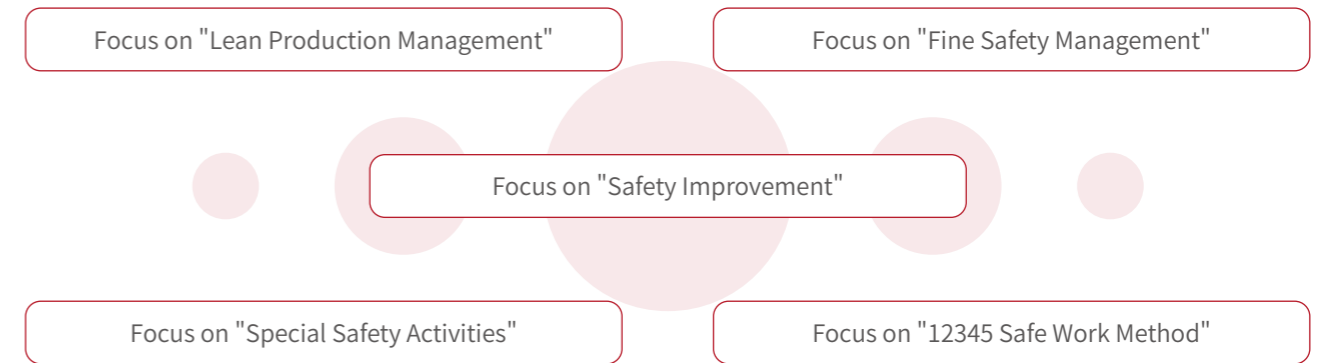 Focus on "Lean Production Management"
Focus on "Fine Safety Management"
Focus on "Safety Improvement"
Focus on "Special Safety Activities"
Focus on "12345 Safe Work Method"